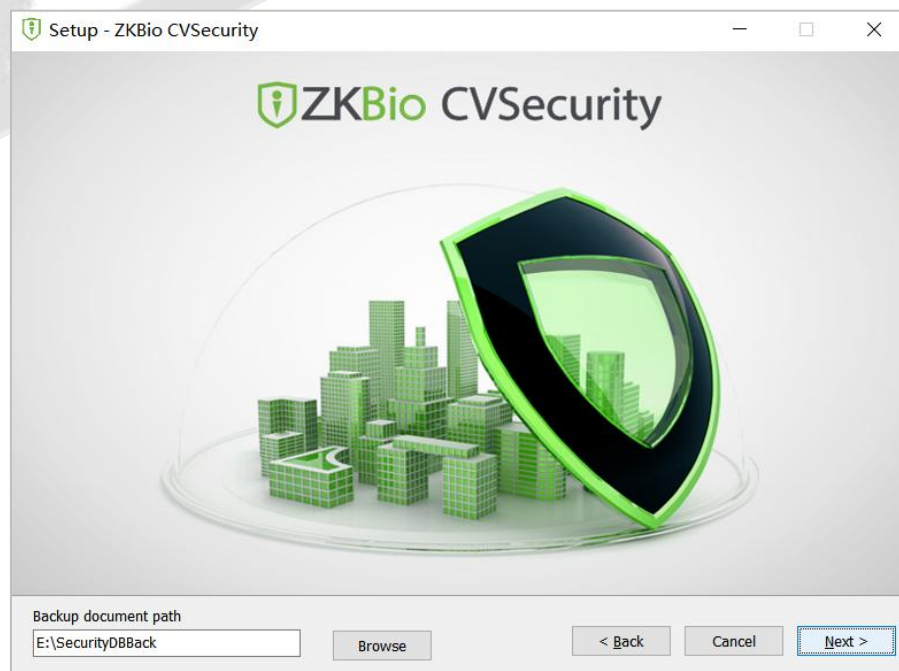 Setup - ZKBio CVSecurity
ZKBio CVSecurity
Backup document path
E:\SecurityDBBack
Browse
< Back
Cancel
Next >